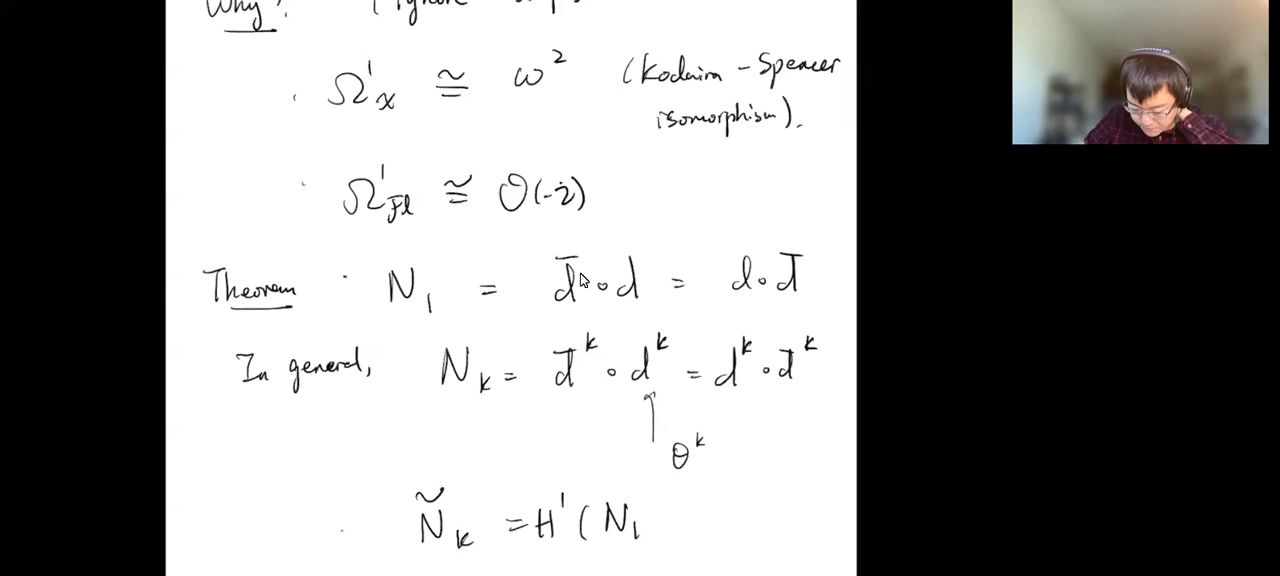 Why?
Ω¹_X ≅ ω² (Kodaira - Spencer
isomorphism).
Ω¹_Fl ≅ O(-2)
Theorem · N₁ = d̄ ∘ d = d ∘ d̄
In general, N_k = d̄^k ∘ d^k = d^k ∘ d̄^k
↑
θ^k
Ñ_k = H¹(N₁